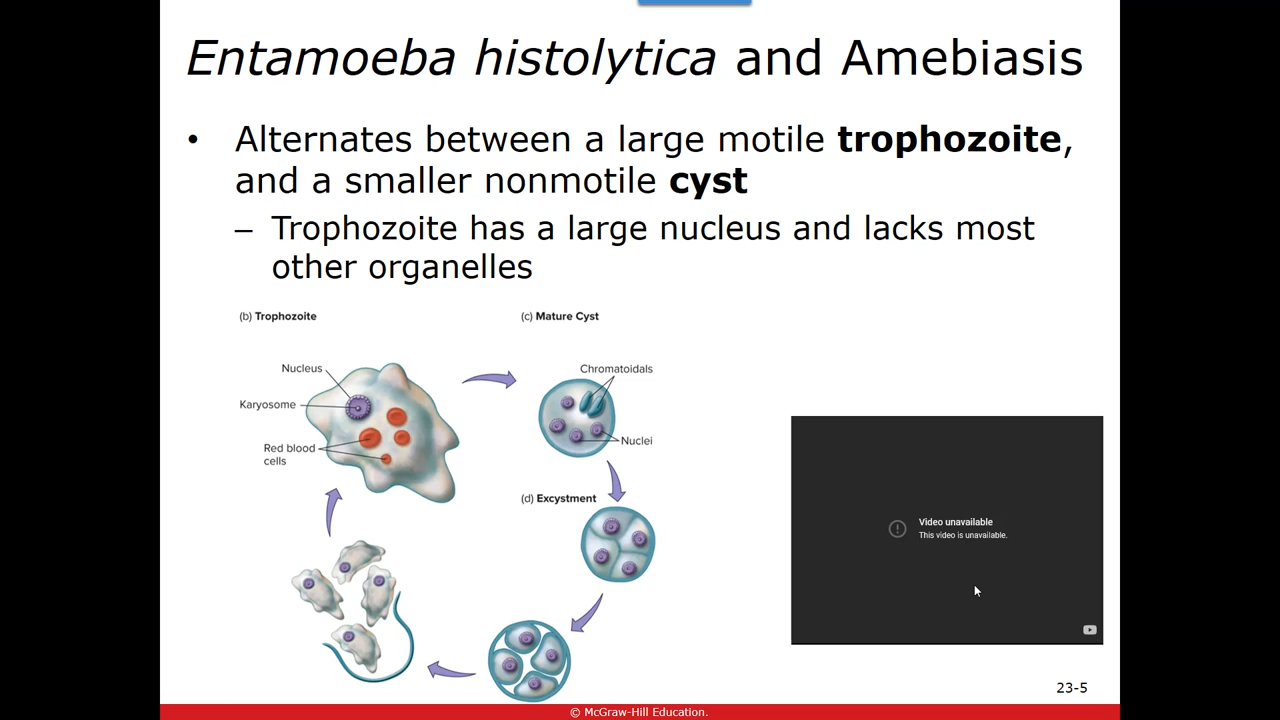 Entamoeba histolytica and Amebiasis
• Alternates between a large motile trophozoite,
and a smaller nonmotile cyst
– Trophozoite has a large nucleus and lacks most
other organelles
(b) Trophozoite
(c) Mature Cyst
Nucleus
Chromatoidals
Karyosome
Red blood
cells
Nuclei
(d) Excystment
Video unavailable
This video is unavailable.
23-5
© McGraw-Hill Education.